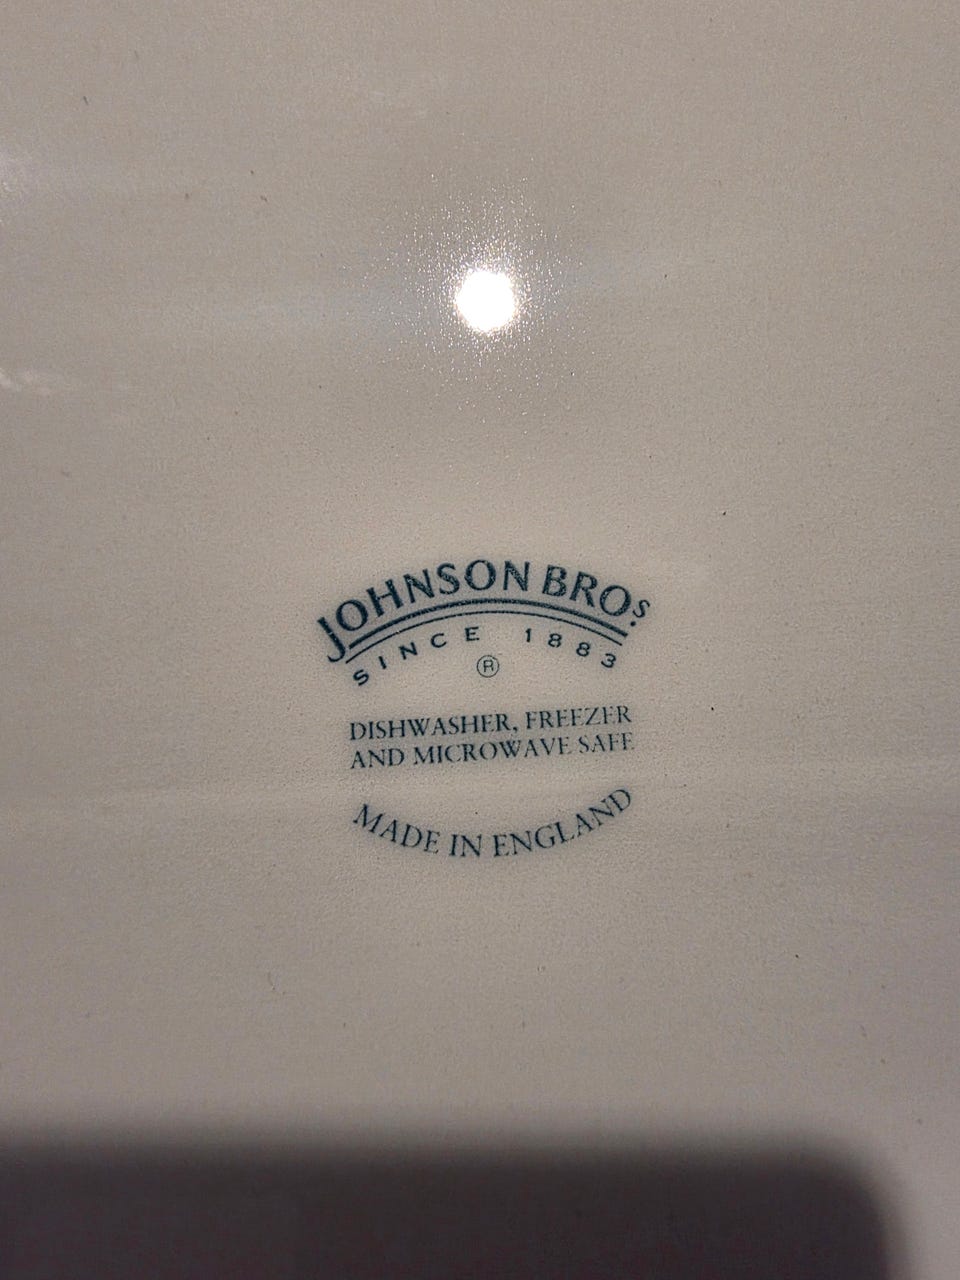 JOHNSON BROS.
SINCE 1883
®
DISHWASHER, FREEZER
AND MICROWAVE SAFE
MADE IN ENGLAND